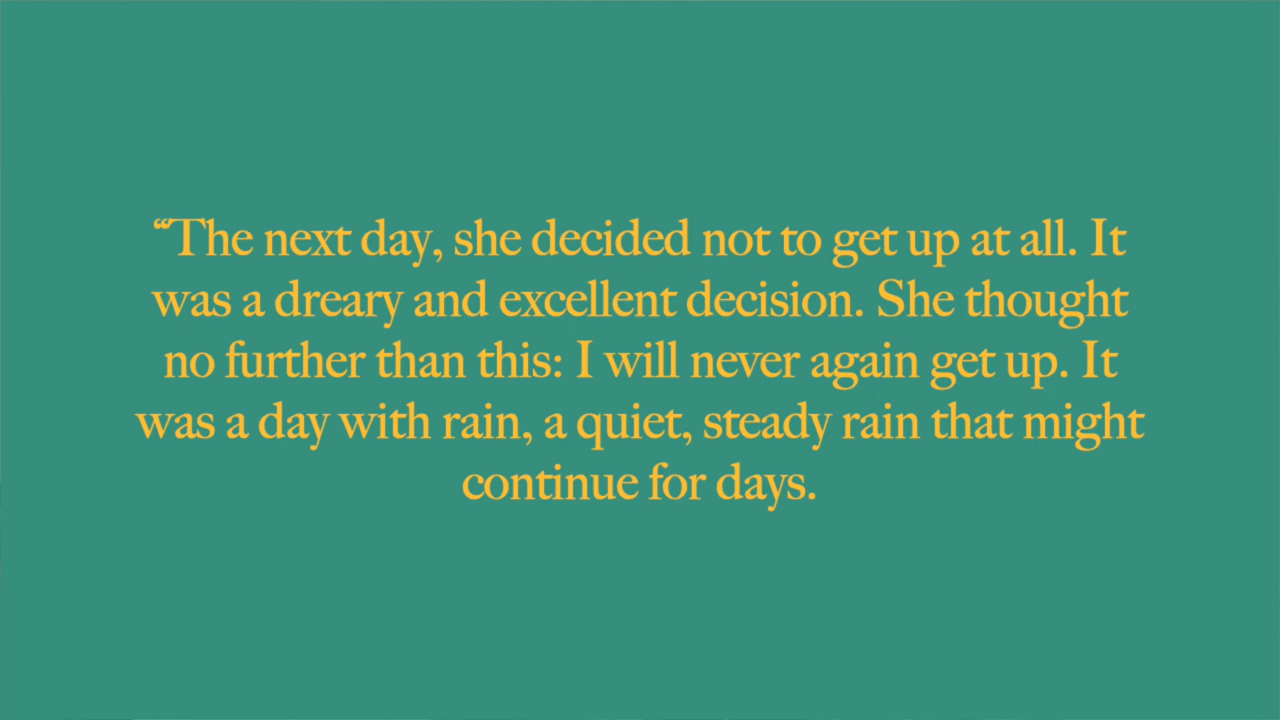 “The next day, she decided not to get up at all. It
was a dreary and excellent decision. She thought
no further than this: I will never again get up. It
was a day with rain, a quiet, steady rain that might
continue for days.